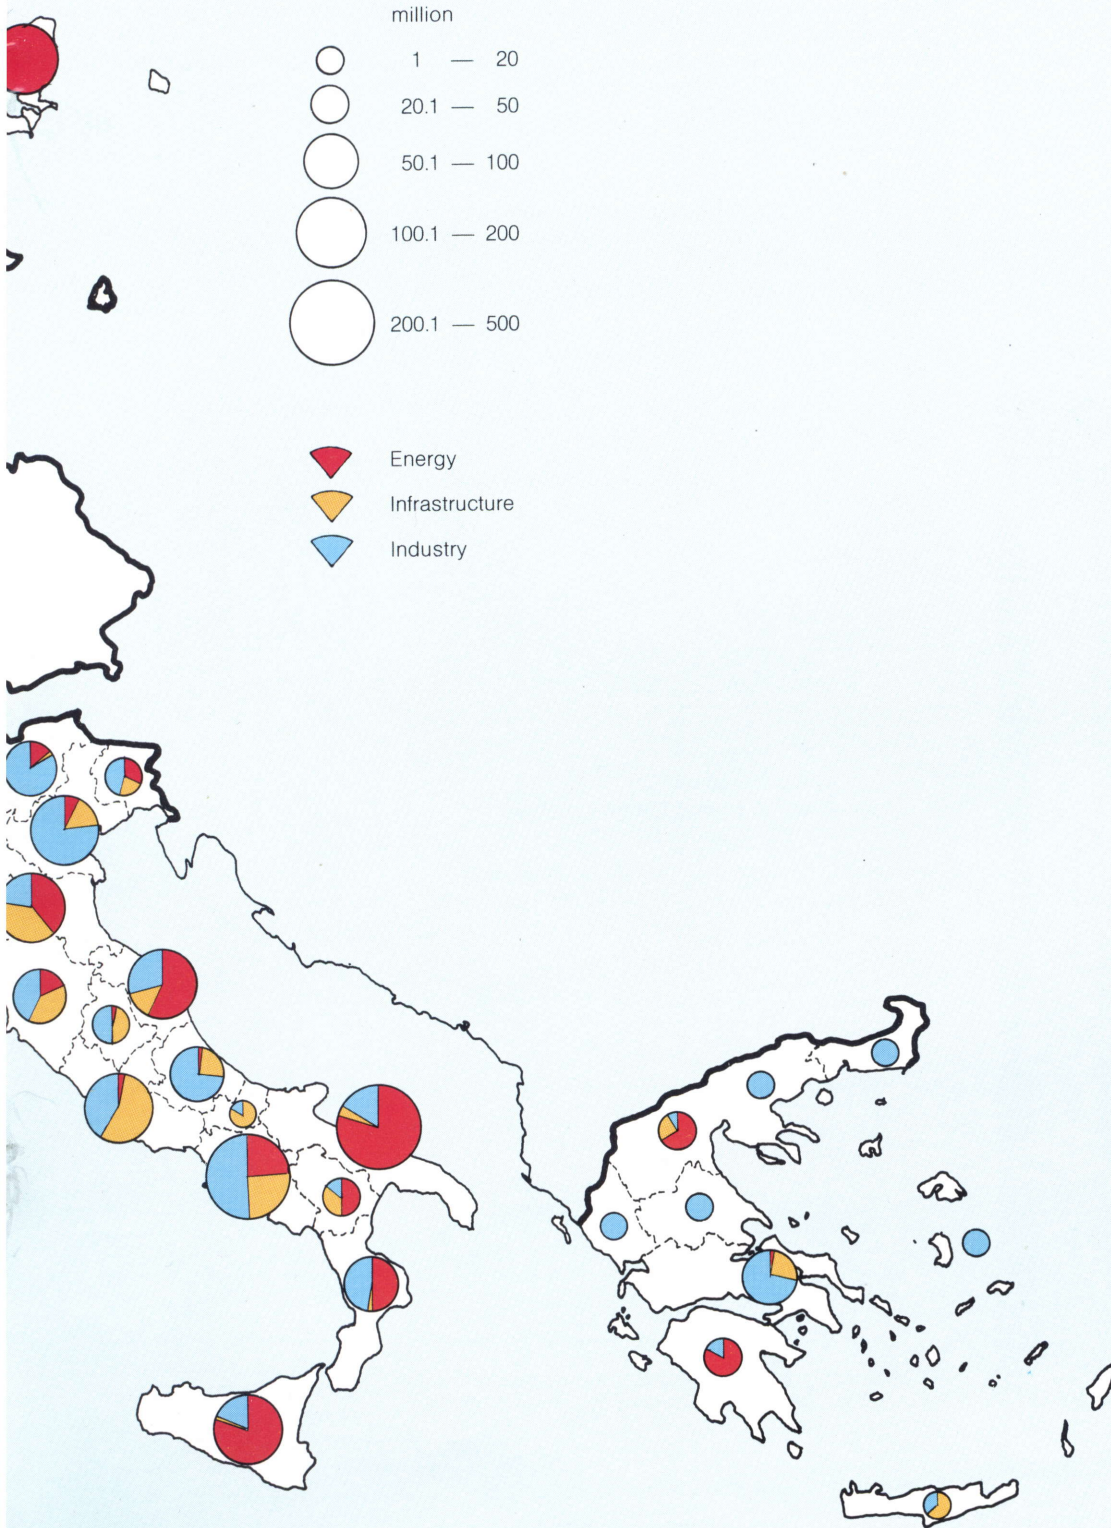 million
1 — 20
20.1 — 50
50.1 — 100
100.1 — 200
200.1 — 500
Energy
Infrastructure
Industry